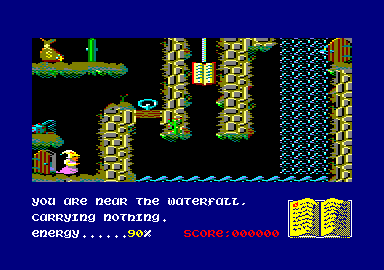 you are near the waterfall.
carrying nothing.
energy......90%
SCORE:000000